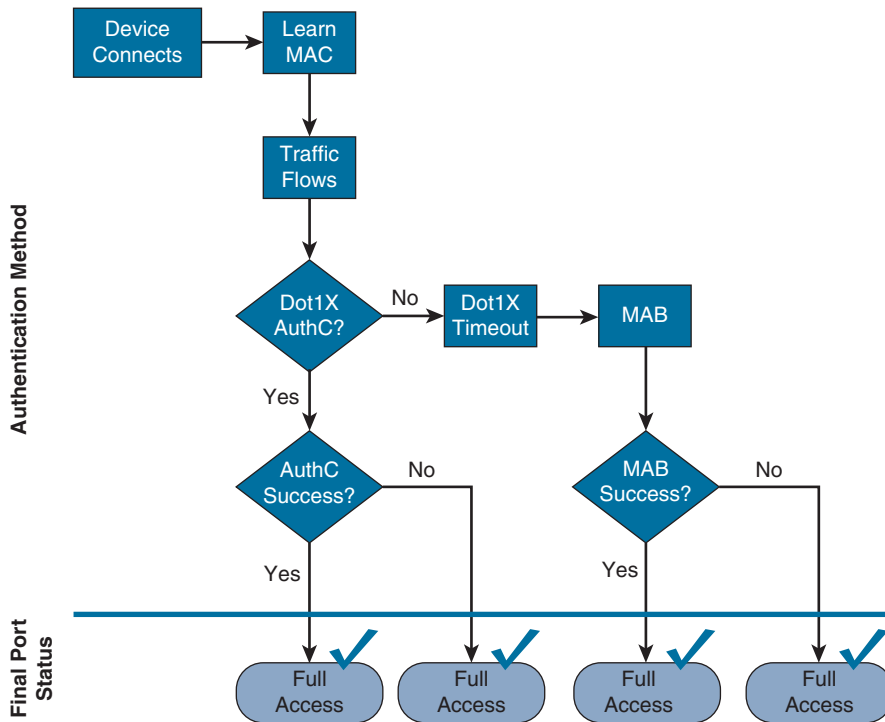 Device
Connects
Learn
MAC
Traffic
Flows
Authentication Method
Dot1X
AuthC?
No
Dot1X
Timeout
MAB
Yes
AuthC
Success?
No
MAB
Success?
No
Yes
Yes
Final Port
Status
Full
Access
Full
Access
Full
Access
Full
Access